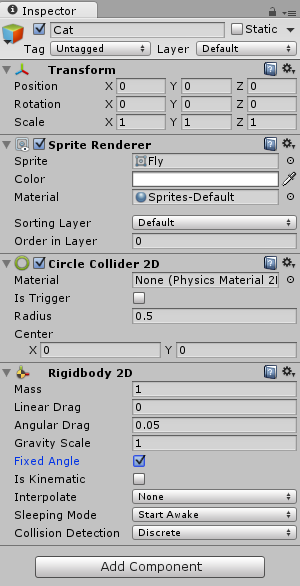 Inspector
Cat Static
Tag Untagged Layer Default
Transform
Position X 0 Y 0 Z 0
Rotation X 0 Y 0 Z 0
Scale X 1 Y 1 Z 1
Sprite Renderer
Sprite Fly
Color
Material Sprites-Default
Sorting Layer Default
Order in Layer 0
Circle Collider 2D
Material None (Physics Material 2
Is Trigger
Radius 0.5
Center
X 0 Y 0
Rigidbody 2D
Mass 1
Linear Drag 0
Angular Drag 0.05
Gravity Scale 1
Fixed Angle
Is Kinematic
Interpolate None
Sleeping Mode Start Awake
Collision Detection Discrete
Add Component